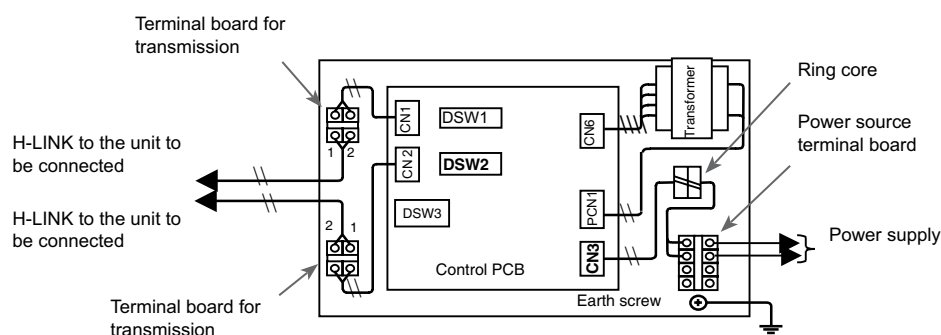 Terminal board for
transmission
H-LINK to the unit to
be connected
H-LINK to the unit to
be connected
Terminal board for
transmission
1 2
2 1
CN1
CN2
DSW1
DSW2
DSW3
Control PCB
CN6
PCN1
CN3
Transformer
Ring core
Power source
terminal board
Power supply
Earth screw